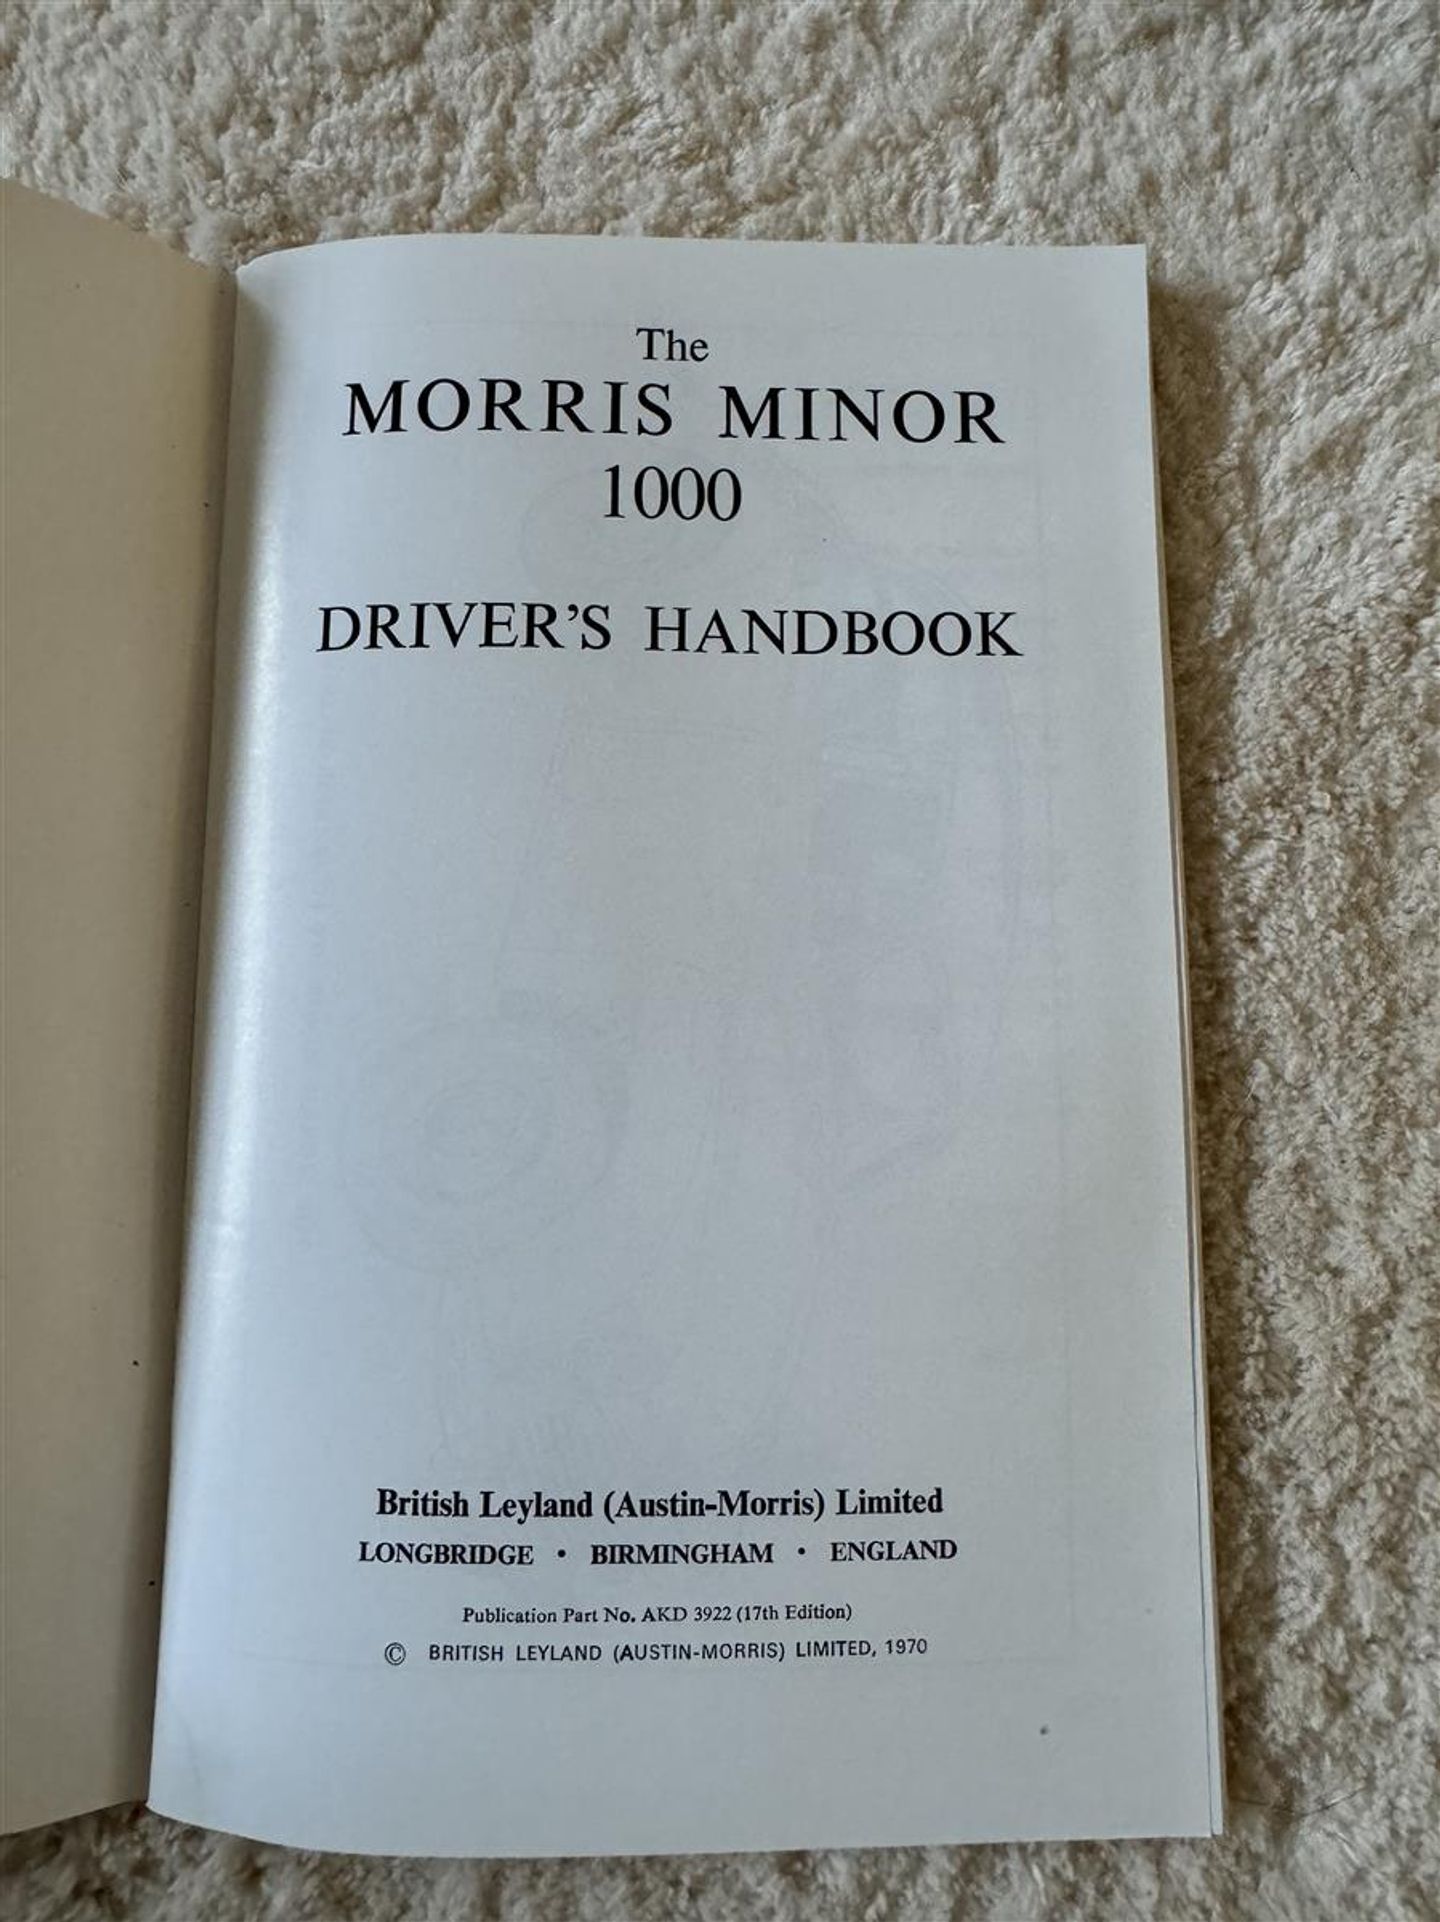 The
MORRIS MINOR
1000
DRIVER’S HANDBOOK
British Leyland (Austin-Morris) Limited
LONGBRIDGE • BIRMINGHAM • ENGLAND
Publication Part No. AKD 3922 (17th Edition)
© BRITISH LEYLAND (AUSTIN-MORRIS) LIMITED, 1970